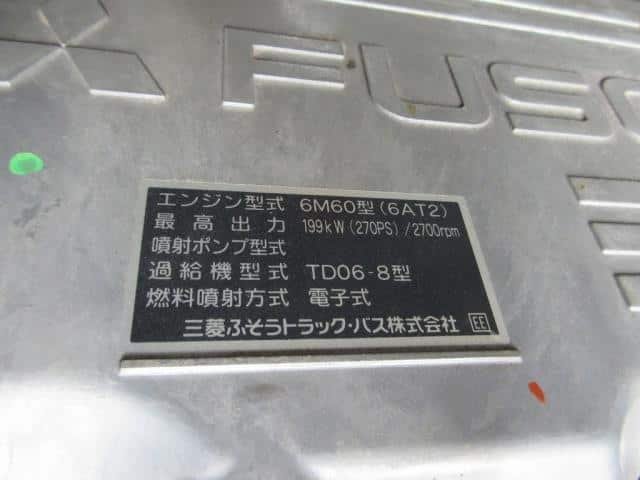 FUSO
エンジン型式 6M60型(6AT2)
最高出力 199kW(270PS)/2700rpm
噴射ポンプ型式
過給機型式 TD06-8型
燃料噴射方式 電子式
三菱ふそうトラック・バス株式会社 EE